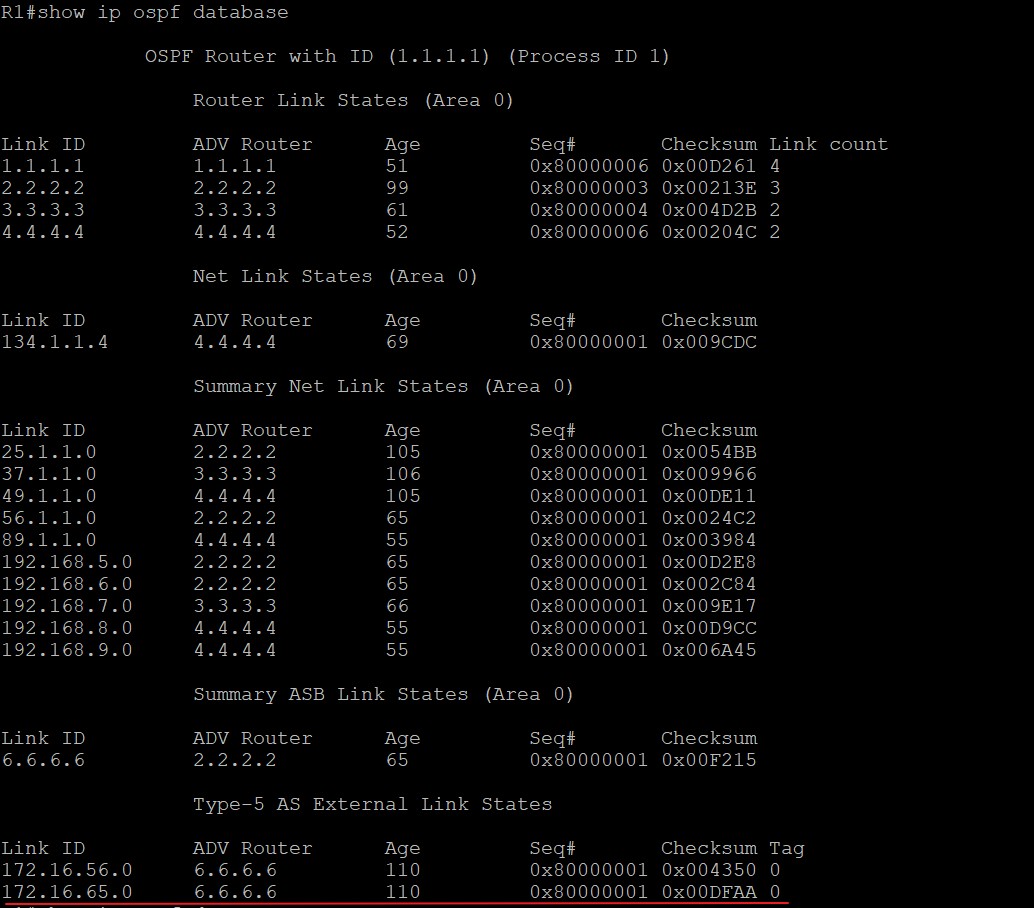 R1#show ip ospf database
OSPF Router with ID (1.1.1.1) (Process ID 1)
Router Link States (Area 0)
Link ID ADV Router Age Seq# Checksum Link count
1.1.1.1 1.1.1.1 51 0x80000006 0x00D261 4
2.2.2.2 2.2.2.2 99 0x80000003 0x00213E 3
3.3.3.3 3.3.3.3 61 0x80000004 0x004D2B 2
4.4.4.4 4.4.4.4 52 0x80000006 0x00204C 2
Net Link States (Area 0)
Link ID ADV Router Age Seq# Checksum
134.1.1.4 4.4.4.4 69 0x80000001 0x009CDC
Summary Net Link States (Area 0)
Link ID ADV Router Age Seq# Checksum
25.1.1.0 2.2.2.2 105 0x80000001 0x0054BB
37.1.1.0 3.3.3.3 106 0x80000001 0x009966
49.1.1.0 4.4.4.4 105 0x80000001 0x00DE11
56.1.1.0 2.2.2.2 65 0x80000001 0x0024C2
89.1.1.0 4.4.4.4 55 0x80000001 0x003984
192.168.5.0 2.2.2.2 65 0x80000001 0x00D2E8
192.168.6.0 2.2.2.2 65 0x80000001 0x002C84
192.168.7.0 3.3.3.3 66 0x80000001 0x009E17
192.168.8.0 4.4.4.4 55 0x80000001 0x00D9CC
192.168.9.0 4.4.4.4 55 0x80000001 0x006A45
Summary ASB Link States (Area 0)
Link ID ADV Router Age Seq# Checksum
6.6.6.6 2.2.2.2 65 0x80000001 0x00F215
Type-5 AS External Link States
Link ID ADV Router Age Seq# Checksum Tag
172.16.56.0 6.6.6.6 110 0x80000001 0x004350 0
172.16.65.0 6.6.6.6 110 0x80000001 0x00DFAA 0